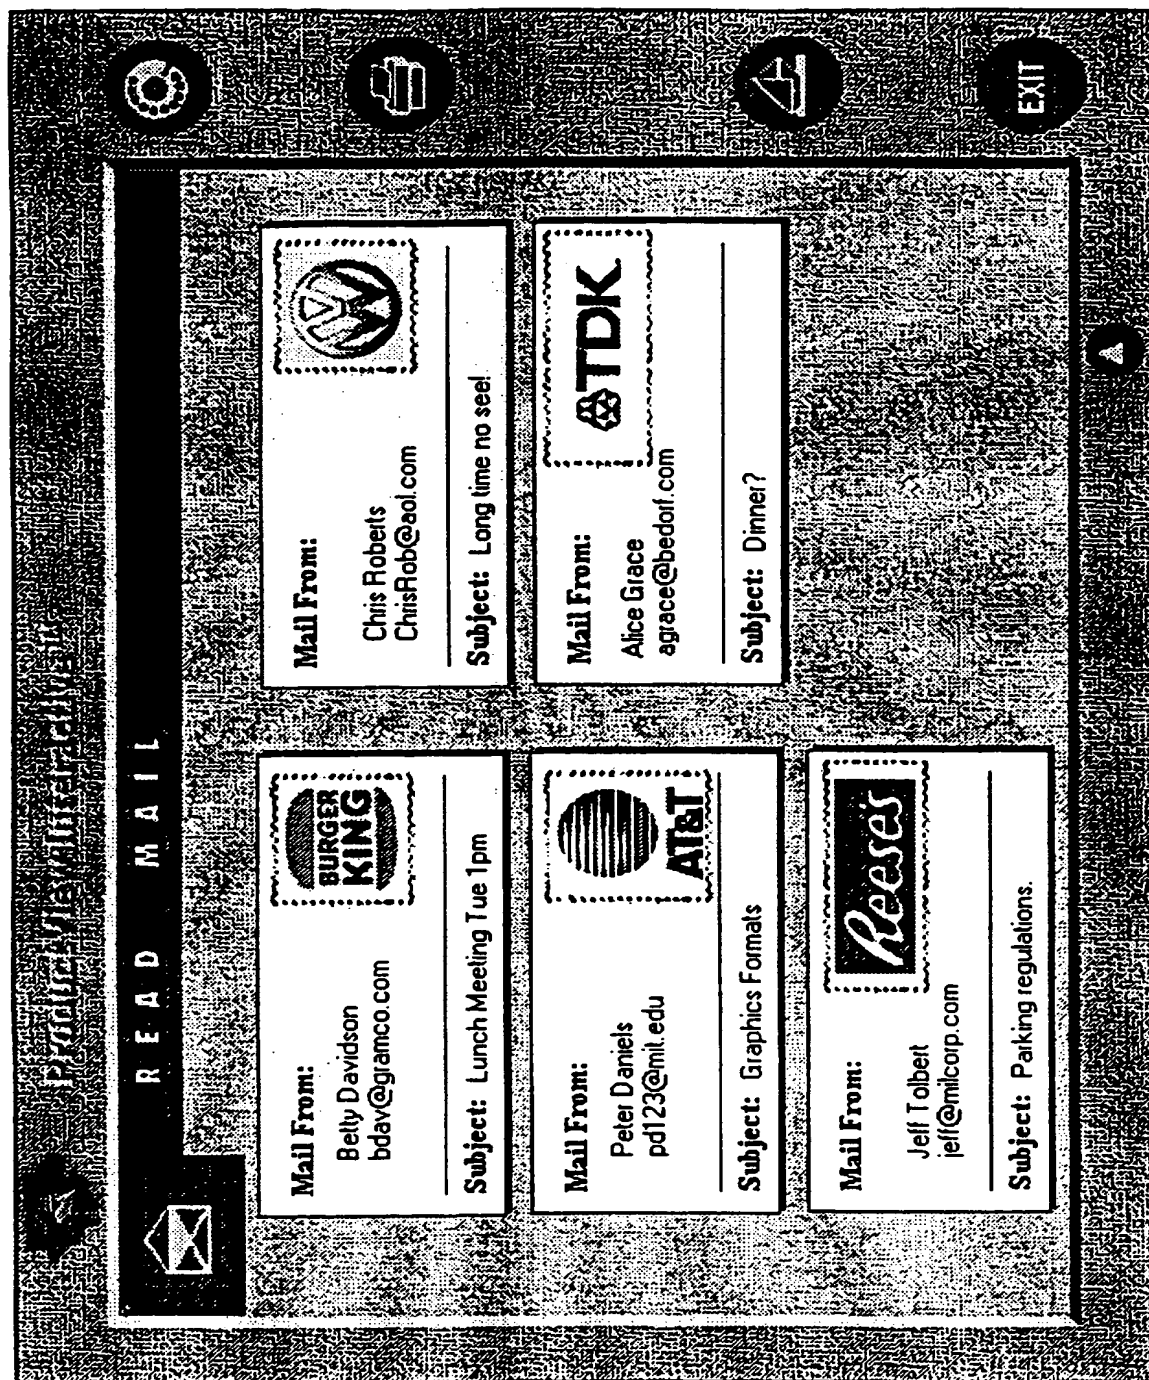 ProductView Interactive
READ MAIL
Mail From:
Betty Davidson
bdav@gramco.com
Subject: Lunch Meeting Tue 1pm
BURGER
KING
Mail From:
Chris Roberts
ChrisRob@aol.com
Subject: Long time no see!
Mail From:
Peter Daniels
pd123@mit.edu
Subject: Graphics Formats
AT&T
Mail From:
Alice Grace
agrace@bedorf.com
Subject: Dinner?
TDK
Mail From:
Jeff Tolbert
jeff@milcorp.com
Subject: Parking regulations.
Reese's
EXIT